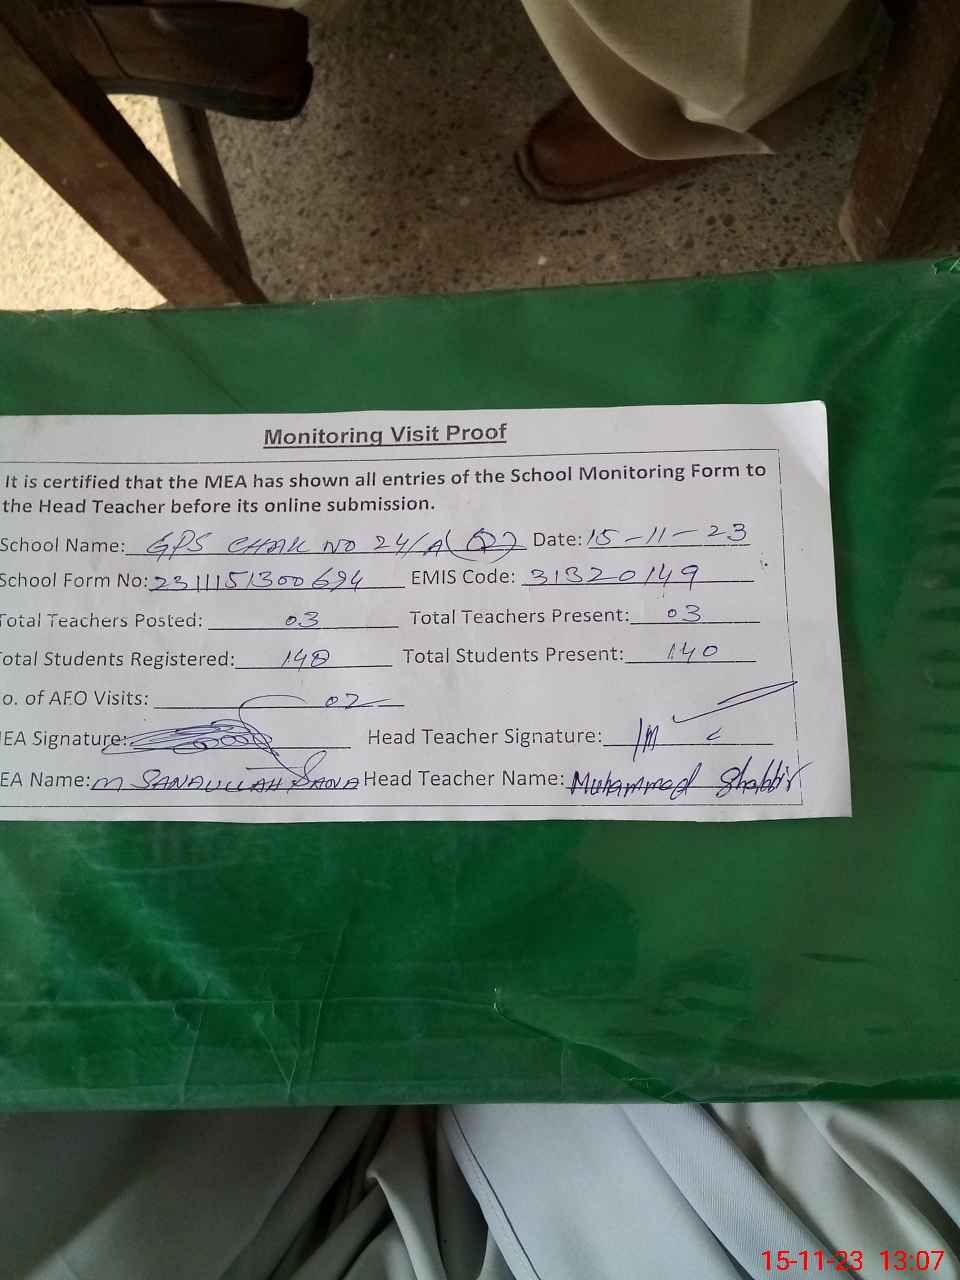 Monitoring Visit Proof
It is certified that the MEA has shown all entries of the School Monitoring Form to
the Head Teacher before its online submission.
School Name: GPS CHAK NO 24/A Date: 15-11-23
School Form No: 2311151300694 EMIS Code: 31320149
Total Teachers Posted: 03 Total Teachers Present: 03
Total Students Registered: 148 Total Students Present: 140
o. of AEO Visits: 02
EA Signature: Head Teacher Signature:
EA Name: M SANAULLAH Head Teacher Name: Muhammad Shabbir
15-11-23 13:07